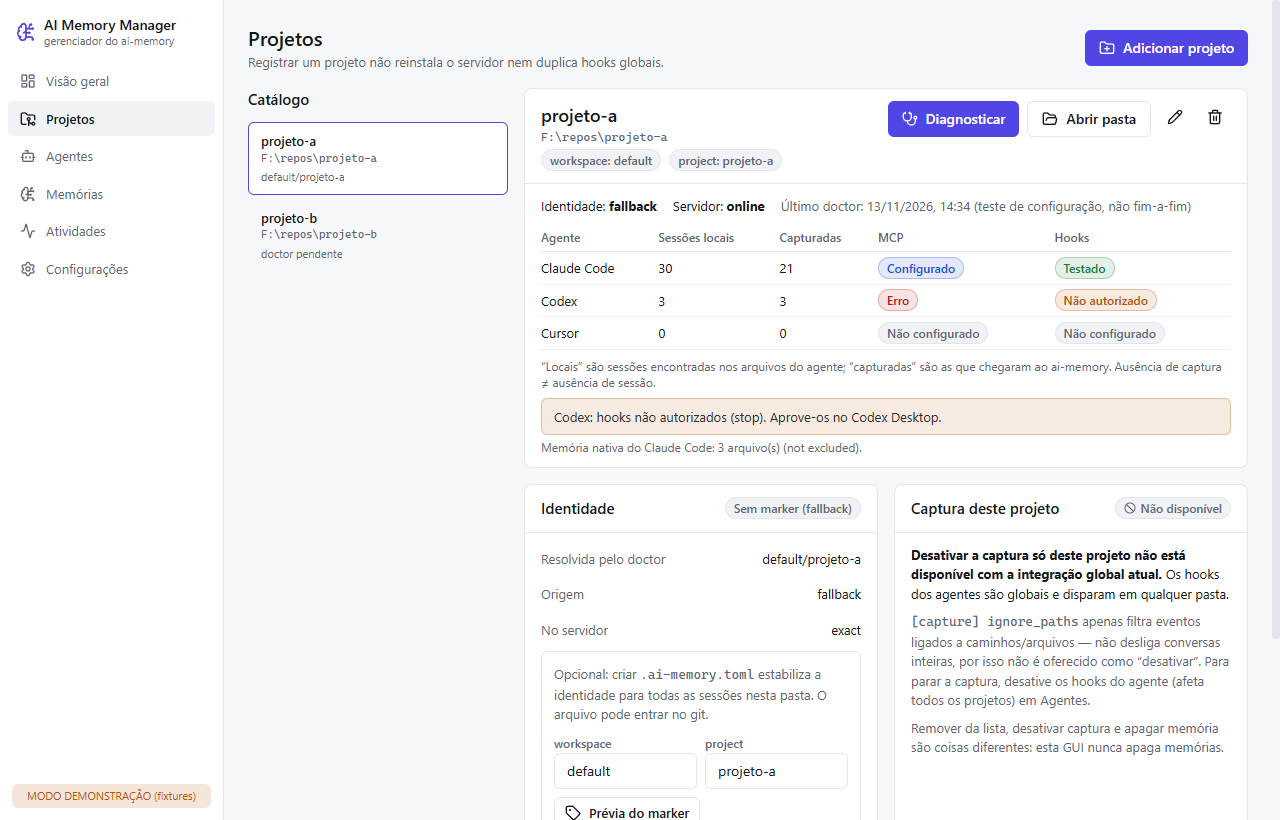 AI Memory Manager
gerenciador do ai-memory
Visão geral
Projetos
Agentes
Memórias
Atividades
Configurações
MODO DEMONSTRAÇÃO (fixtures)
Projetos
Registrar um projeto não reinstala o servidor nem duplica hooks globais.
Adicionar projeto
Catálogo
projeto-a
F:\repos\projeto-a
default/projeto-a
projeto-b
F:\repos\projeto-b
doctor pendente
projeto-a
F:\repos\projeto-a
workspace: default project: projeto-a
Diagnosticar
Abrir pasta
Identidade: fallback Servidor: online Último doctor: 13/11/2026, 14:34 (teste de configuração, não fim-a-fim)
Agente Sessões locais Capturadas MCP Hooks
Claude Code 30 21 Configurado Testado
Codex 3 3 Erro Não autorizado
Cursor 0 0 Não configurado Não configurado
“Locais” são sessões encontradas nos arquivos do agente; “capturadas” são as que chegaram ao ai-memory. Ausência de captura
≠ ausência de sessão.
Codex: hooks não autorizados (stop). Aprove-os no Codex Desktop.
Memória nativa do Claude Code: 3 arquivo(s) (not excluded).
Identidade
Sem marker (fallback)
Resolvida pelo doctor default/projeto-a
Origem fallback
No servidor exact
Opcional: criar .ai-memory.toml estabiliza a
identidade para todas as sessões nesta pasta. O
arquivo pode entrar no git.
workspace project
default projeto-a
Prévia do marker
Captura deste projeto
Não disponível
Desativar a captura só deste projeto não está
disponível com a integração global atual. Os hooks
dos agentes são globais e disparam em qualquer pasta.
[capture] ignore_paths apenas filtra eventos
ligados a caminhos/arquivos — não desliga conversas
inteiras, por isso não é oferecido como “desativar”. Para
parar a captura, desative os hooks do agente (afeta
todos os projetos) em Agentes.
Remover da lista, desativar captura e apagar memória
são coisas diferentes: esta GUI nunca apaga memórias.